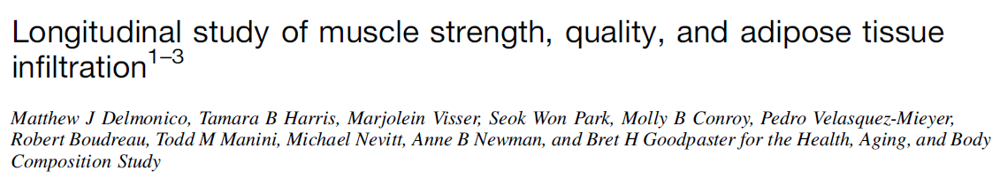 Longitudinal study of muscle strength, quality, and adipose tissue
infiltration1–3
Matthew J Delmonico, Tamara B Harris, Marjolein Visser, Seok Won Park, Molly B Conroy, Pedro Velasquez-Mieyer,
Robert Boudreau, Todd M Manini, Michael Nevitt, Anne B Newman, and Bret H Goodpaster for the Health, Aging, and Body
Composition Study